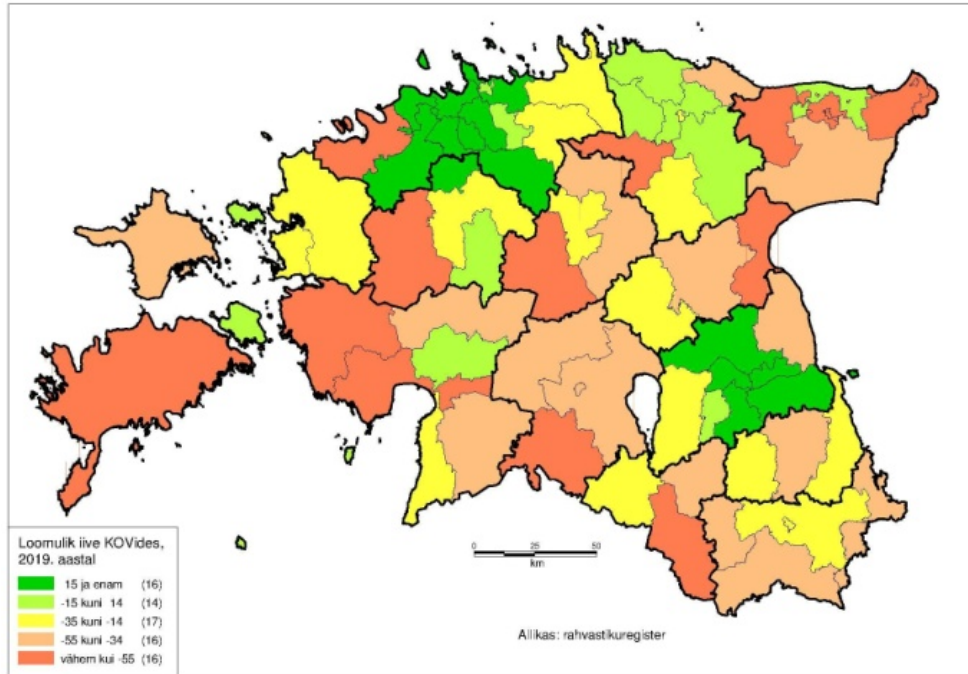 Loomulik iive KOVides,
2019. aastal
15 ja enam (16)
-15 kuni 14 (14)
-35 kuni -14 (17)
-55 kuni -34 (16)
vähem kui -55 (16)
0 25 50
km
Allikas: rahvastikuregister